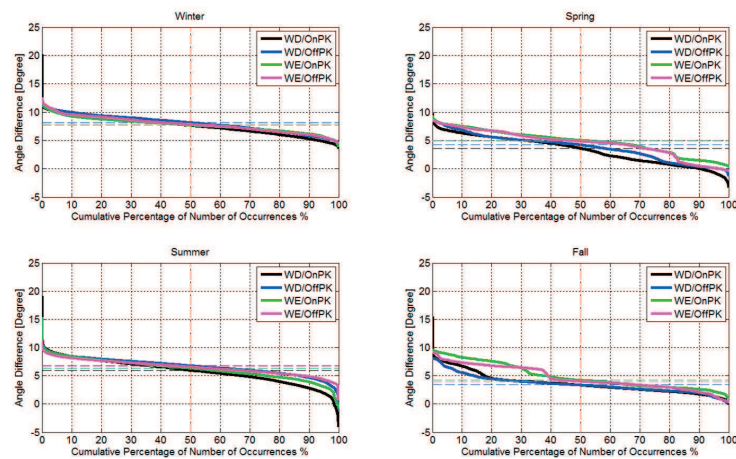 Winter
Angle Difference [Degree]
25
20
15
10
5
0
-5
0 10 20 30 40 50 60 70 80 90 100
Cumulative Percentage of Number of Occurrences %
WD/OnPK
WD/OffPK
WE/OnPK
WE/OffPK
Spring
Angle Difference [Degree]
25
20
15
10
5
0
-5
0 10 20 30 40 50 60 70 80 90 100
Cumulative Percentage of Number of Occurrences %
WD/OnPK
WD/OffPK
WE/OnPK
WE/OffPK
Summer
Angle Difference [Degree]
25
20
15
10
5
0
-5
0 10 20 30 40 50 60 70 80 90 100
Cumulative Percentage of Number of Occurrences %
WD/OnPK
WD/OffPK
WE/OnPK
WE/OffPK
Fall
Angle Difference [Degree]
25
20
15
10
5
0
-5
0 10 20 30 40 50 60 70 80 90 100
Cumulative Percentage of Number of Occurrences %
WD/OnPK
WD/OffPK
WE/OnPK
WE/OffPK